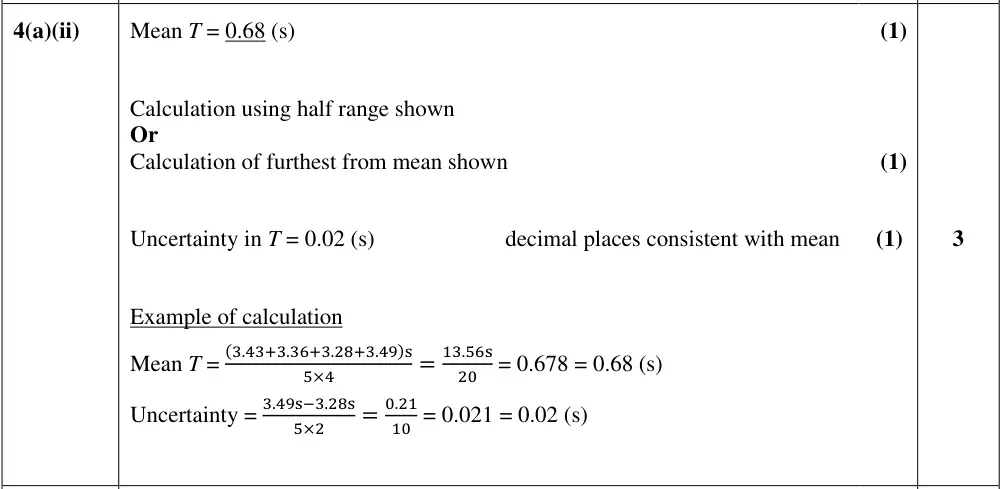 4(a)(ii) Mean T = 0.68 (s) (1)
Calculation using half range shown
Or
Calculation of furthest from mean shown (1)
Uncertainty in T = 0.02 (s) decimal places consistent with mean (1) 3
Example of calculation
Mean T = (3.43+3.36+3.28+3.49)s / 5×4 = 13.56s / 20 = 0.678 = 0.68 (s)
Uncertainty = 3.49s−3.28s / 5×2 = 0.21 / 10 = 0.021 = 0.02 (s)